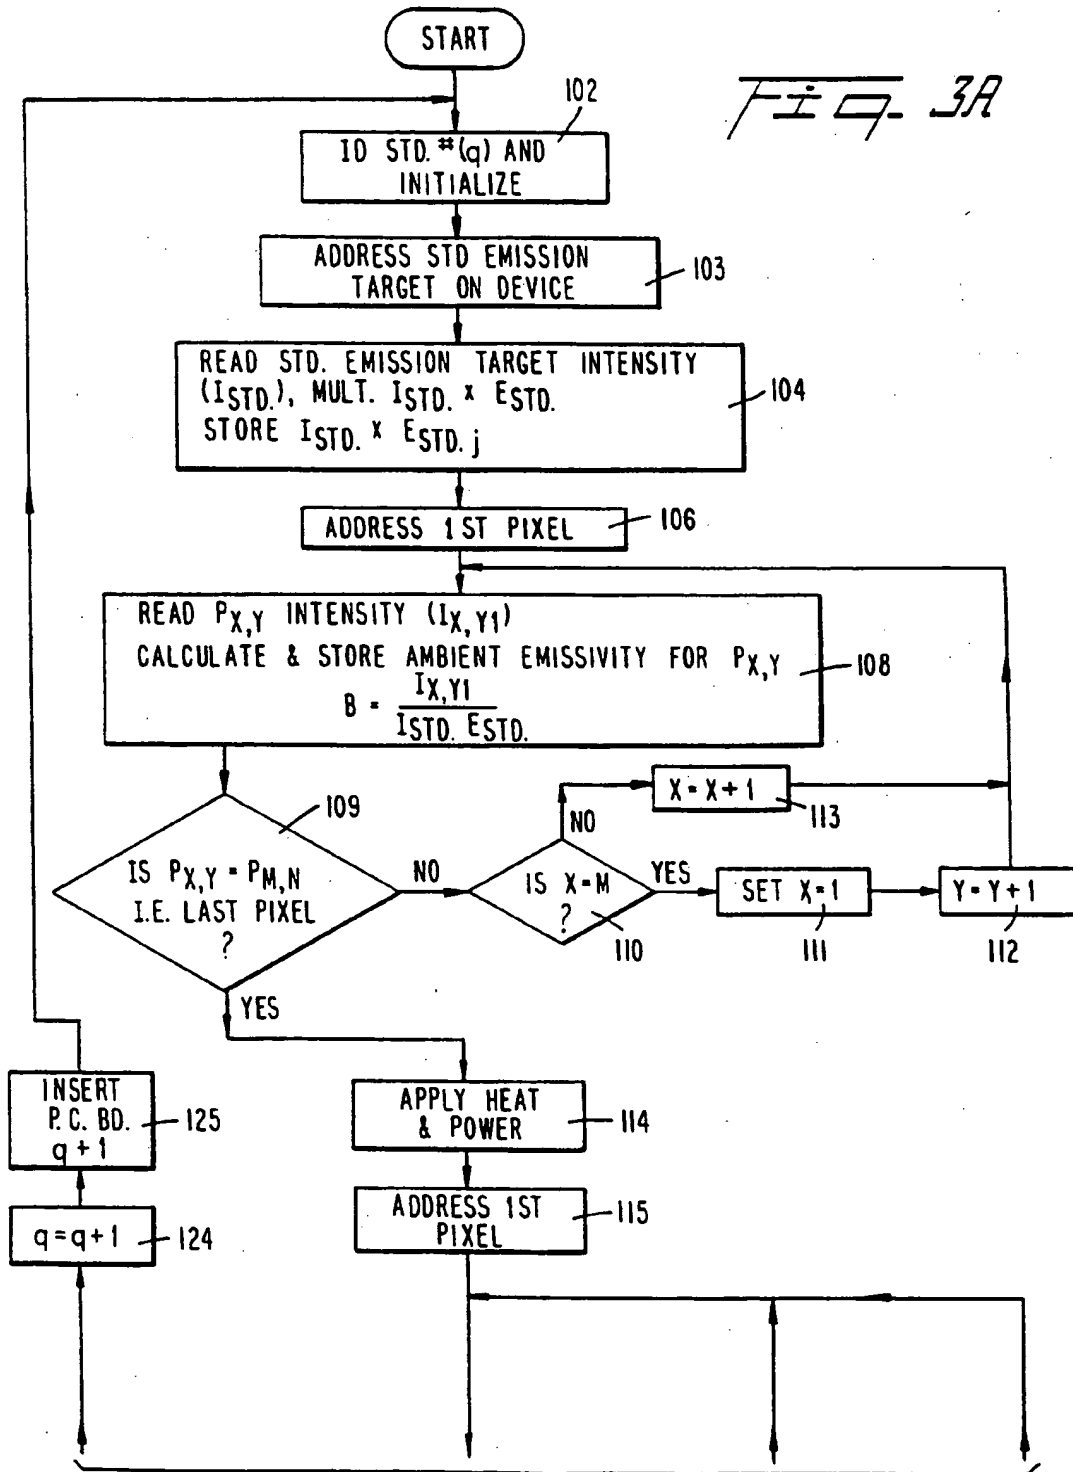 START
Fig. 3A
102
ID STD. #(q) AND
INITIALIZE
ADDRESS STD EMISSION
TARGET ON DEVICE
103
READ STD. EMISSION TARGET INTENSITY
(ISTD.), MULT. ISTD. x ESTD.
STORE ISTD. x ESTD. j
104
ADDRESS 1ST PIXEL
106
READ PX,Y INTENSITY (IX,Y1)
CALCULATE & STORE AMBIENT EMISSIVITY FOR PX,Y
B = IX,Y1 / ISTD. ESTD.
108
109
IS PX,Y = PM,N
I.E. LAST PIXEL
?
NO
IS X=M
?
110
NO
X=X+1
113
YES
SET X=1
111
Y=Y+1
112
YES
INSERT
P.C. BD.
q+1
125
APPLY HEAT
& POWER
114
q=q+1
124
ADDRESS 1ST
PIXEL
115